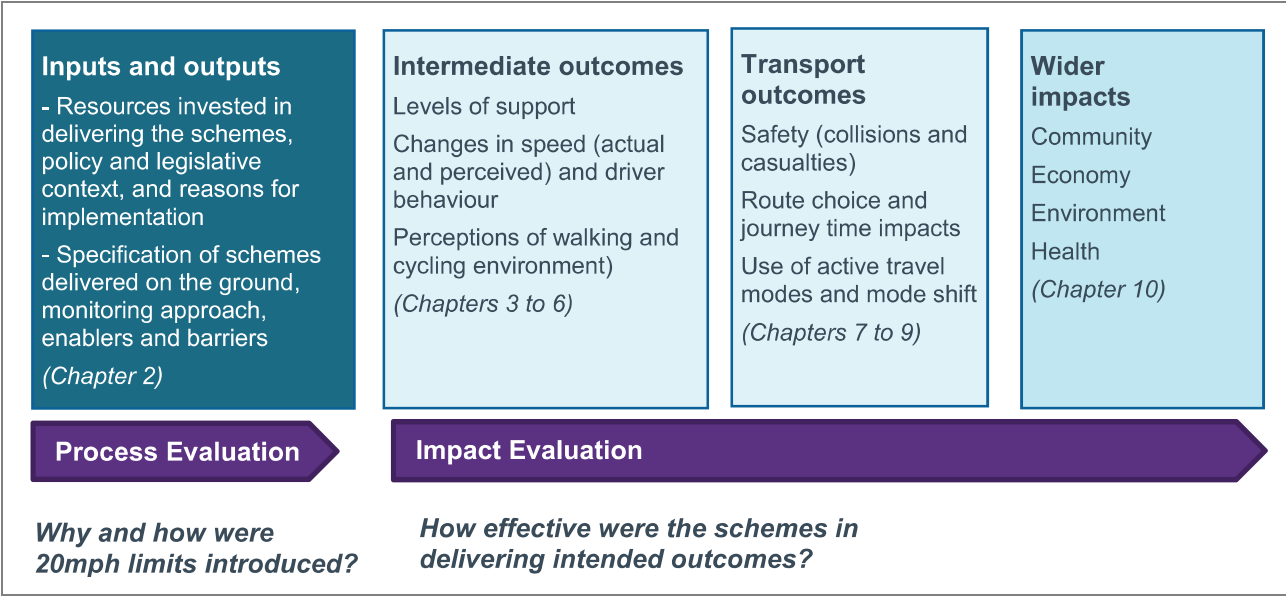 Inputs and outputs
- Resources invested in
delivering the schemes,
policy and legislative
context, and reasons for
implementation
- Specification of schemes
delivered on the ground,
monitoring approach,
enablers and barriers
(Chapter 2)
Intermediate outcomes
Levels of support
Changes in speed (actual
and perceived) and driver
behaviour
Perceptions of walking and
cycling environment)
(Chapters 3 to 6)
Transport
outcomes
Safety (collisions and
casualties)
Route choice and
journey time impacts
Use of active travel
modes and mode shift
(Chapters 7 to 9)
Wider
impacts
Community
Economy
Environment
Health
(Chapter 10)
Process Evaluation
Impact Evaluation
Why and how were
20mph limits introduced?
How effective were the schemes in
delivering intended outcomes?